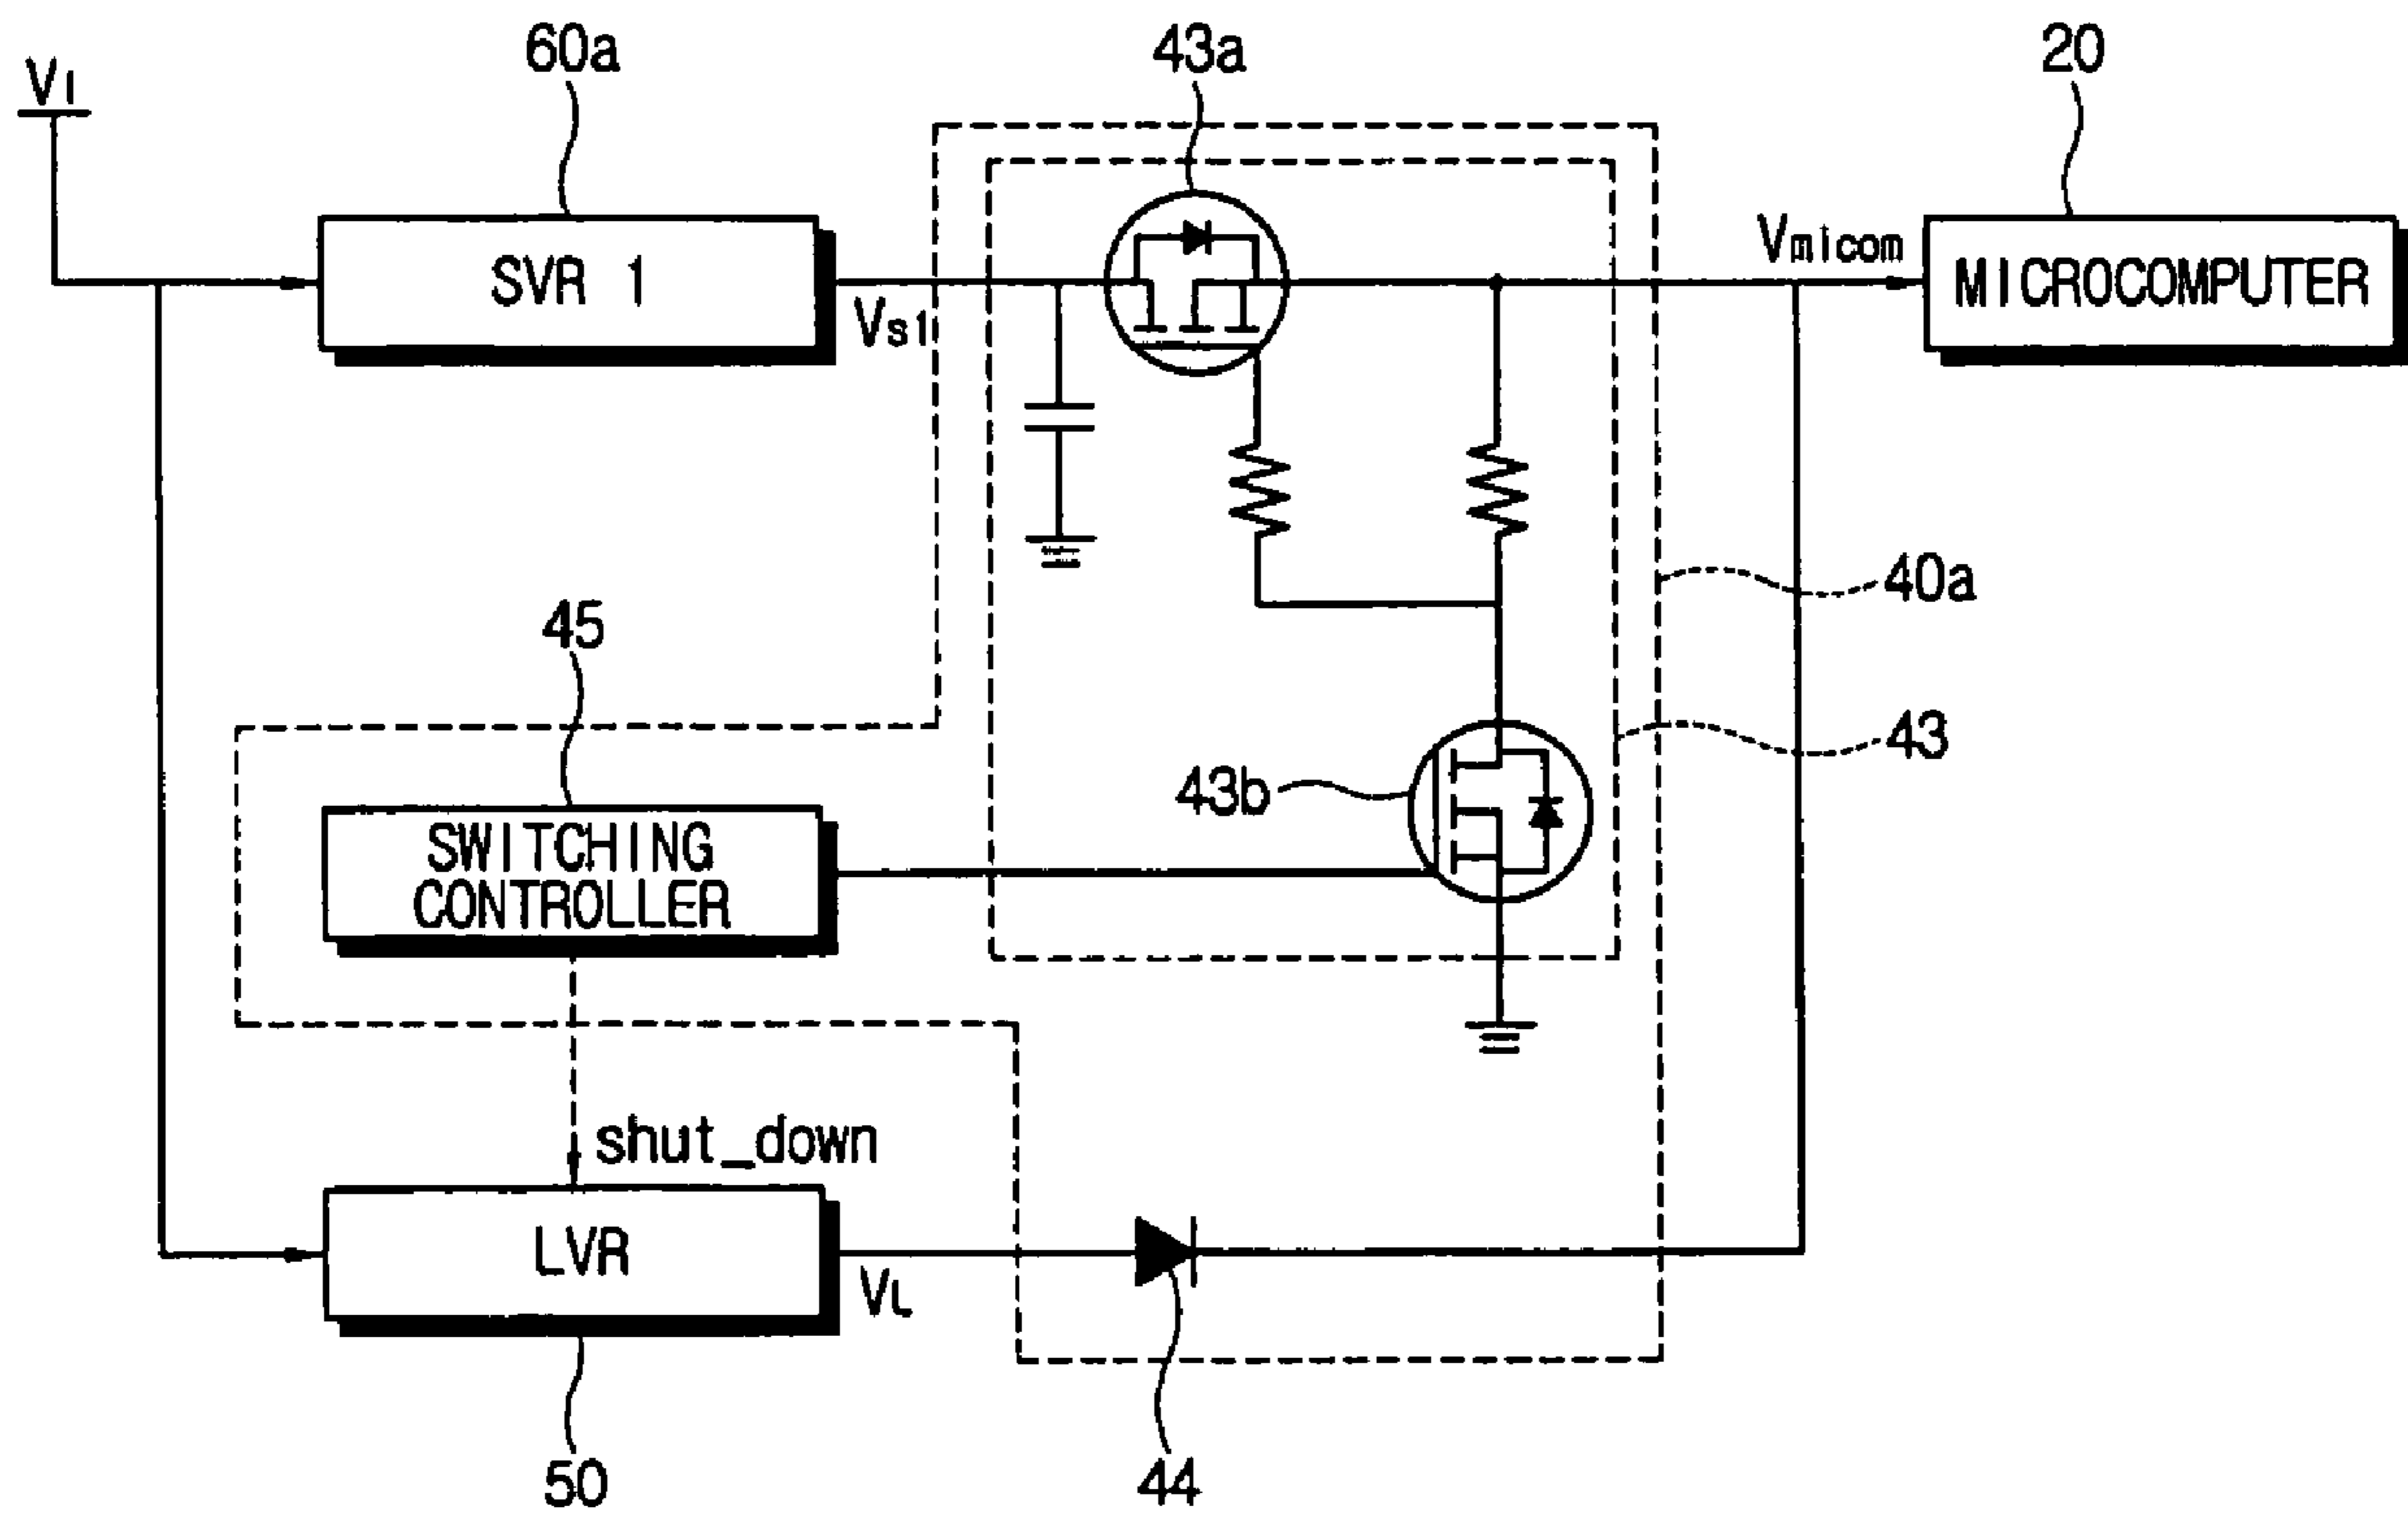 60a
43a
20
VI
SVR 1
Vs1
Vmicom
MICROCOMPUTER
40a
45
43
43b
SWITCHING
CONTROLLER
shut_down
LVR
VL
50
44